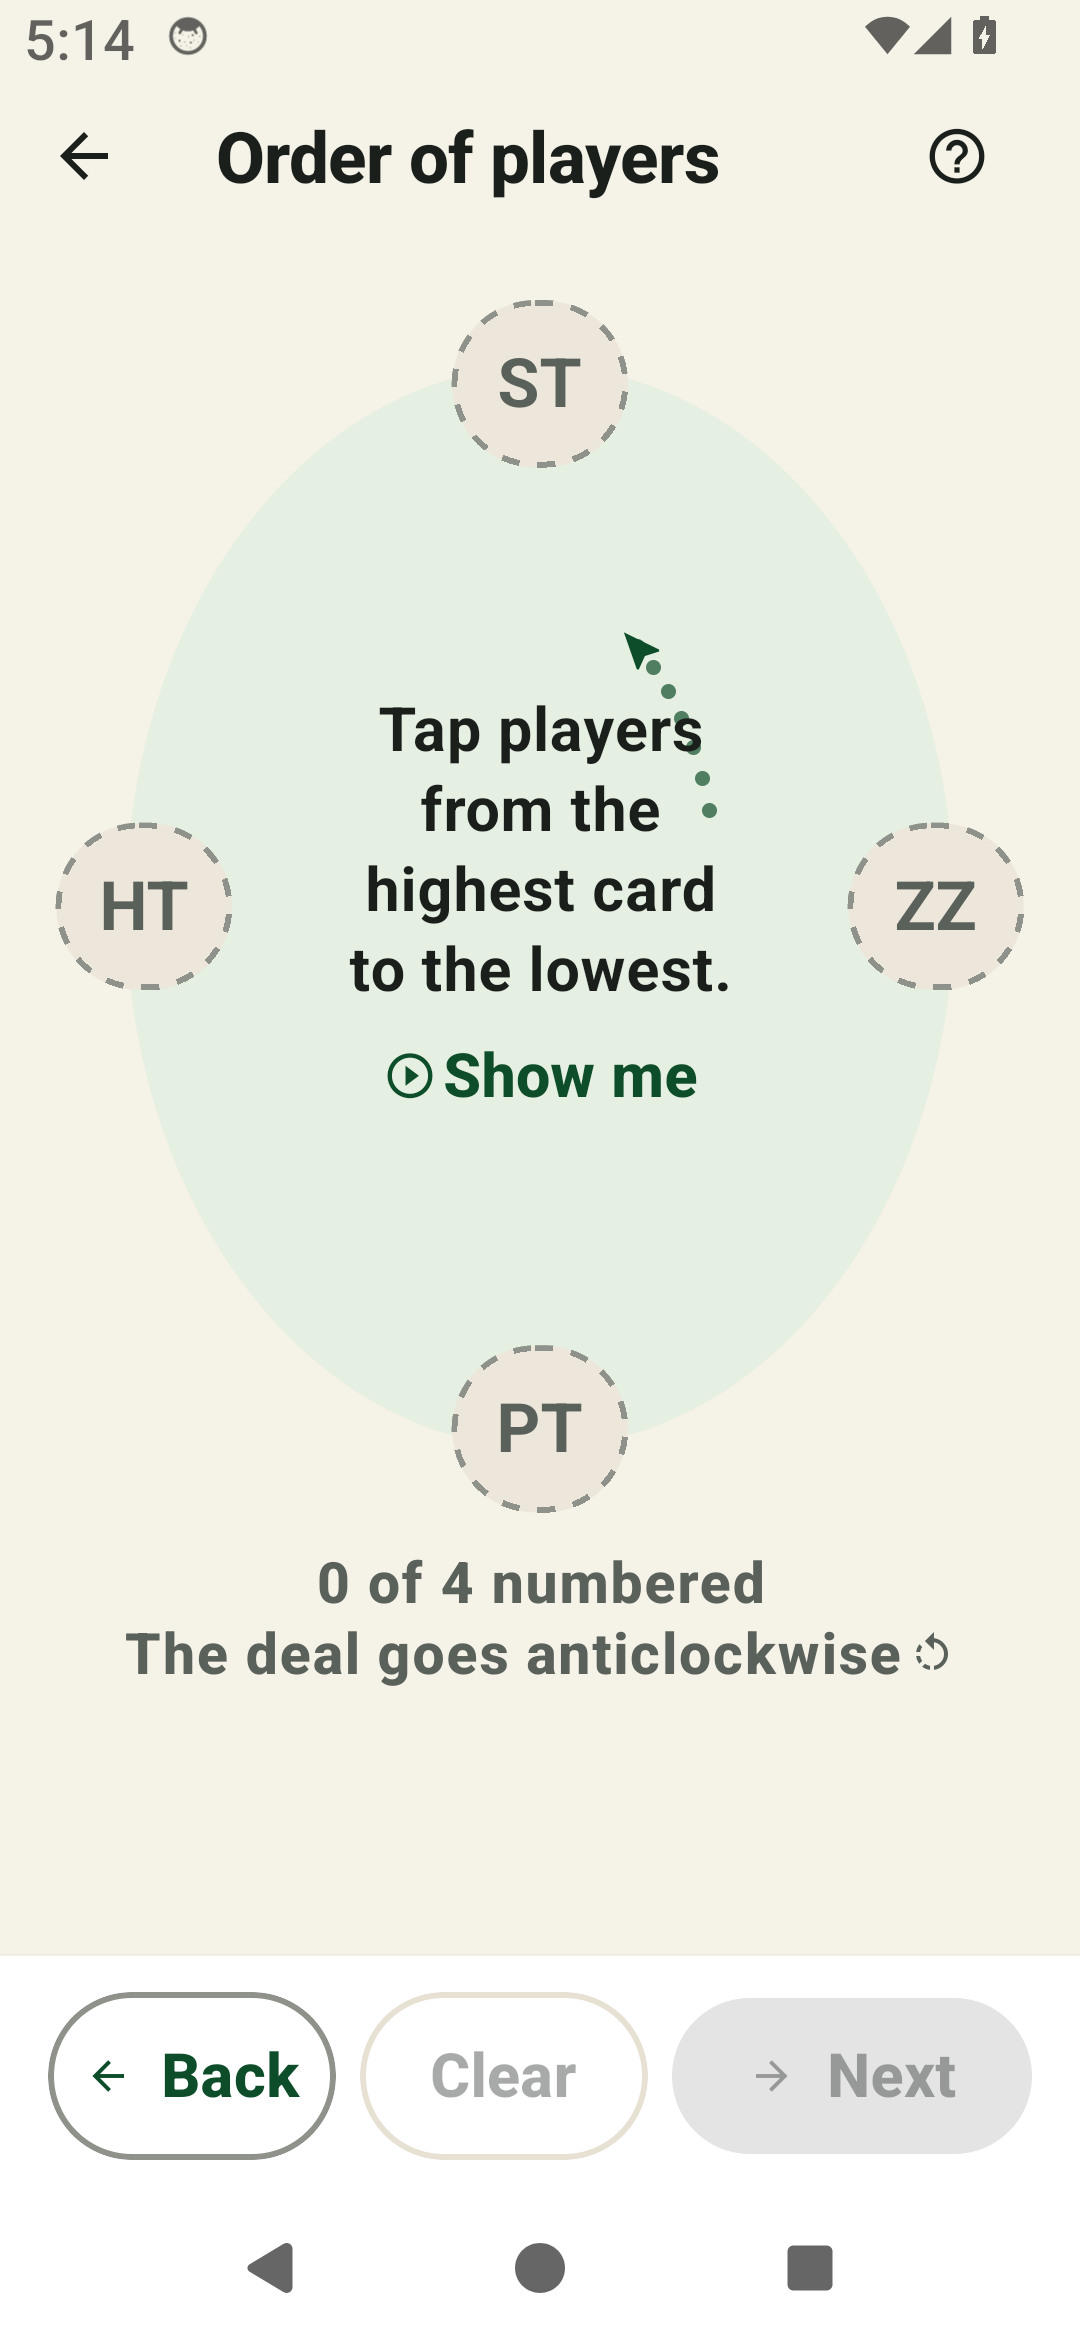 5:14
Order of players
ST
Tap players
from the
highest card
to the lowest.
HT
ZZ
Show me
PT
0 of 4 numbered
The deal goes anticlockwise
Back
Clear
Next